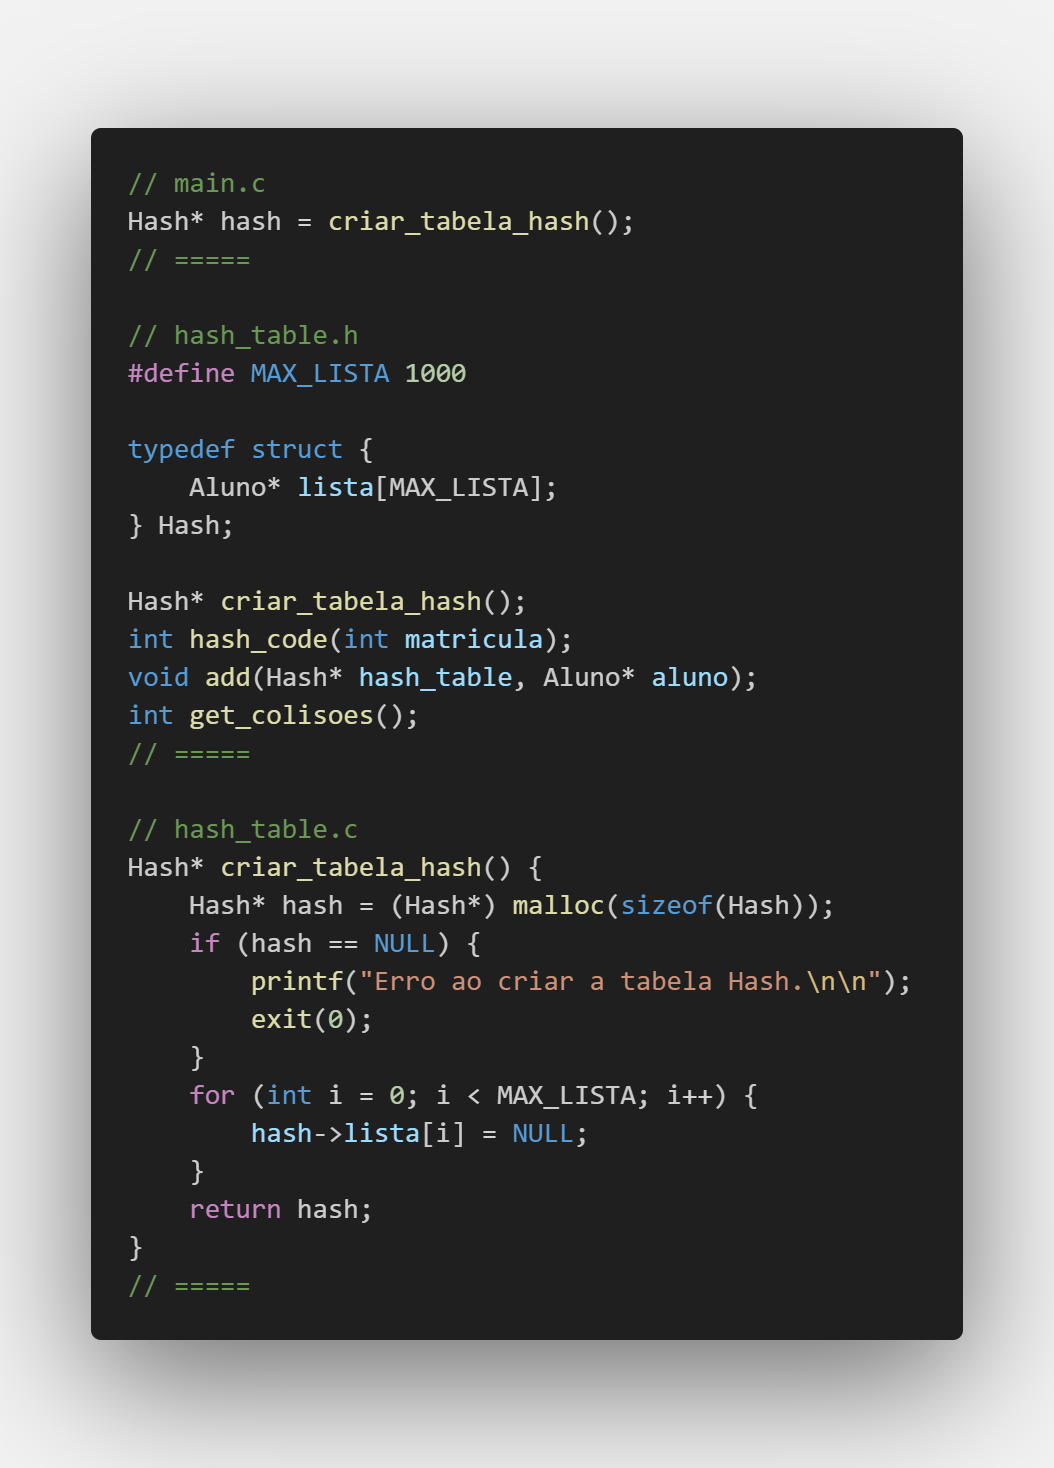 // main.c
Hash* hash = criar_tabela_hash();
// =====
// hash_table.h
#define MAX_LISTA 1000
typedef struct {
    Aluno* lista[MAX_LISTA];
} Hash;
Hash* criar_tabela_hash();
int hash_code(int matricula);
void add(Hash* hash_table, Aluno* aluno);
int get_colisoes();
// =====
// hash_table.c
Hash* criar_tabela_hash() {
    Hash* hash = (Hash*) malloc(sizeof(Hash));
    if (hash == NULL) {
        printf("Erro ao criar a tabela Hash.\n\n");
        exit(0);
    }
    for (int i = 0; i < MAX_LISTA; i++) {
        hash->lista[i] = NULL;
    }
    return hash;
}
// =====